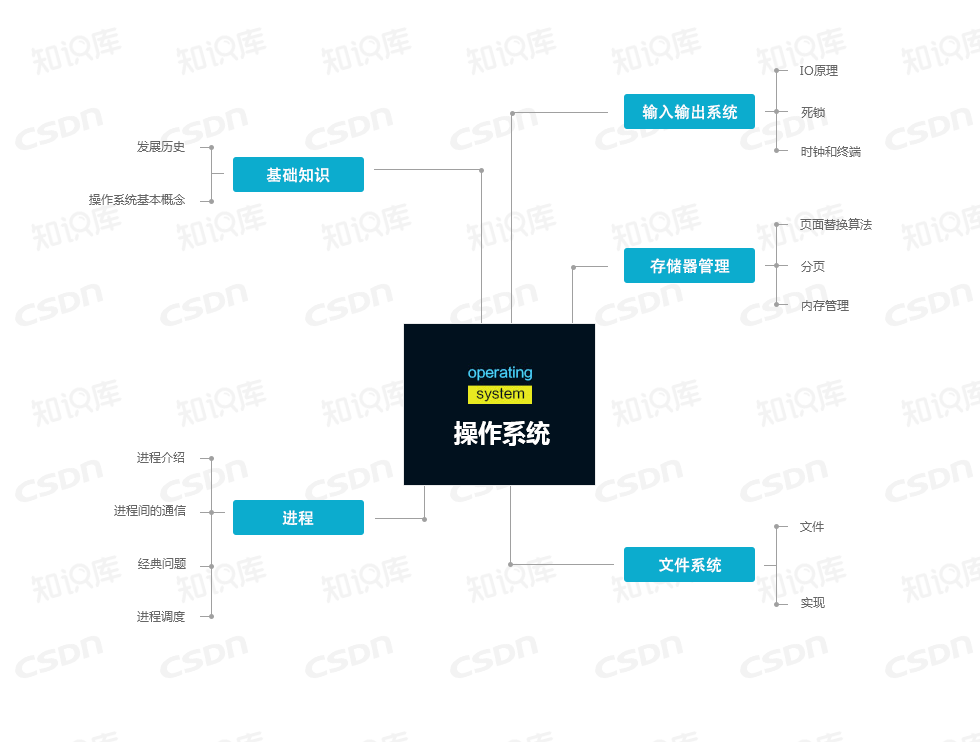 输入输出系统
IO原理
死锁
时钟和终端
基础知识
发展历史
操作系统基本概念
存储器管理
页面替换算法
分页
内存管理
operating
system
操作系统
进程
进程介绍
进程间的通信
经典问题
进程调度
文件系统
文件
实现
知识库
CSDN